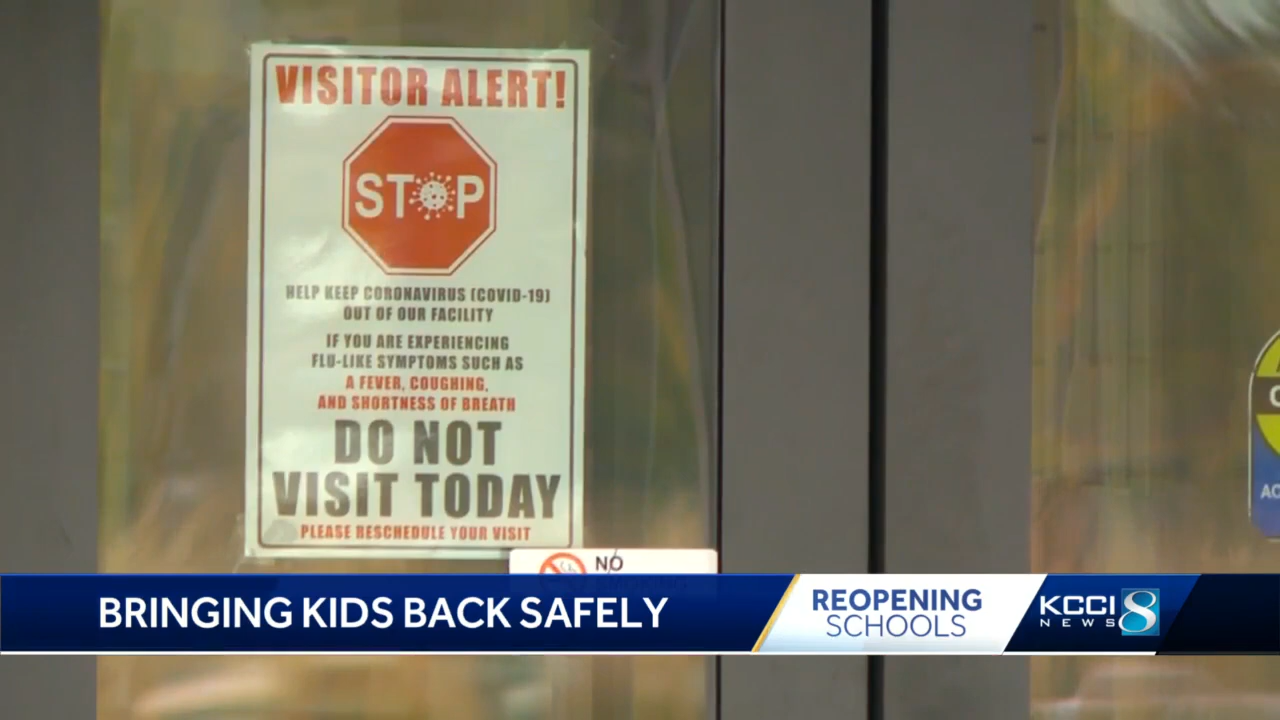 VISITOR ALERT!
STOP
HELP KEEP CORONAVIRUS (COVID-19)
OUT OF OUR FACILITY
IF YOU ARE EXPERIENCING
FLU-LIKE SYMPTOMS SUCH AS
A FEVER, COUGHING,
AND SHORTNESS OF BREATH
DO NOT
VISIT TODAY
PLEASE RESCHEDULE YOUR VISIT
NO
BRINGING KIDS BACK SAFELY
REOPENING
SCHOOLS
KCCI 8
NEWS